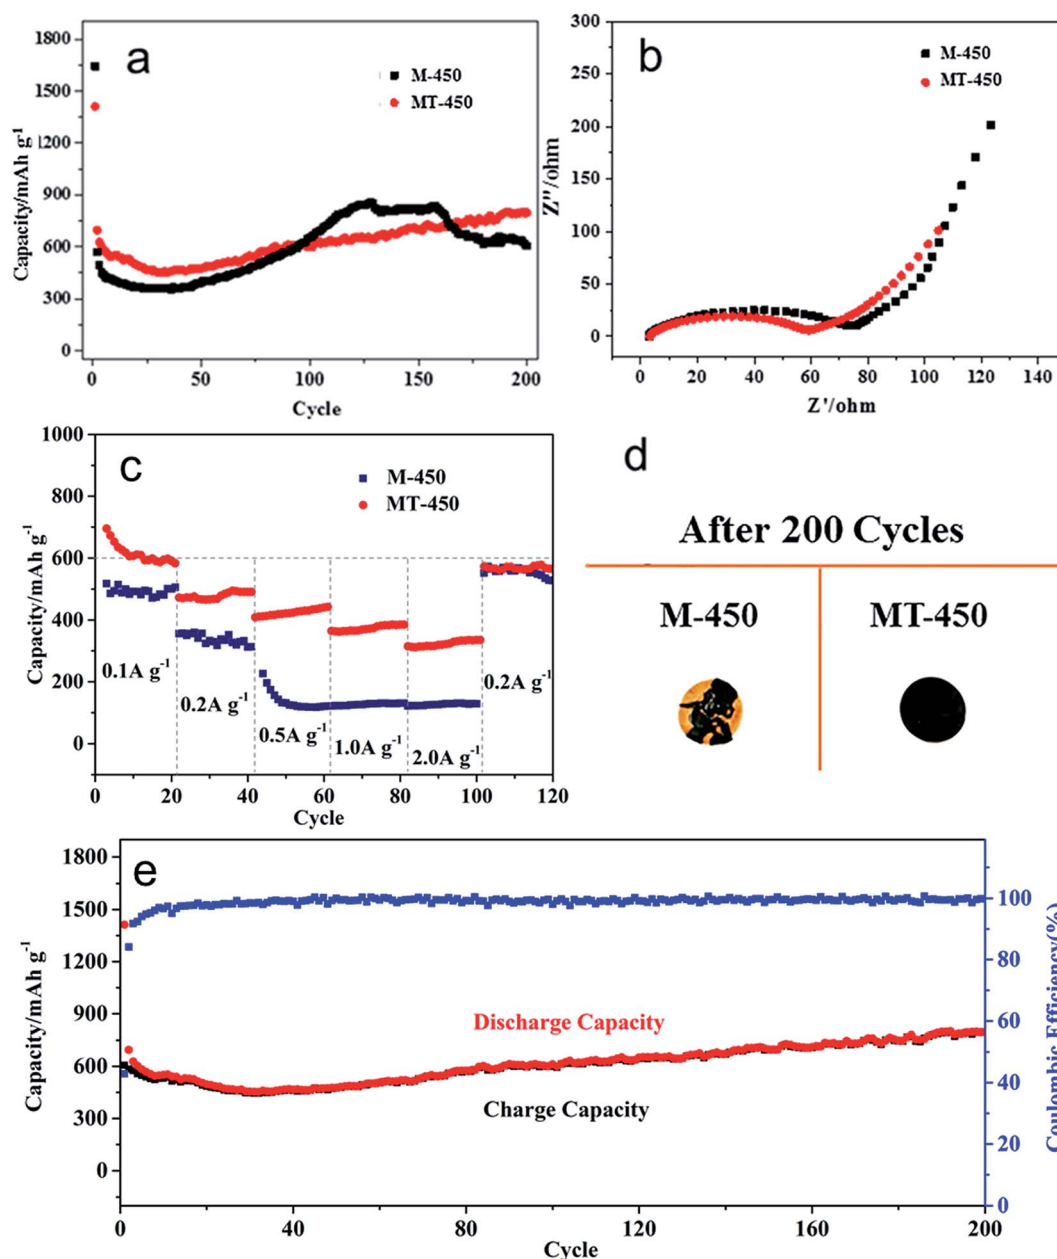 a
M-450
MT-450
Capacity/mAh g-1
1800
1500
1200
900
600
300
0
0 50 100 150 200
Cycle
b
M-450
MT-450
Z''/ohm
300
250
200
150
100
50
0
0 20 40 60 80 100 120 140
Z'/ohm
c
M-450
MT-450
Capacity/mAh g-1
1000
800
600
400
200
0
0.1A g-1
0.2A g-1
0.5A g-1
1.0A g-1
2.0A g-1
0.2A g-1
0 20 40 60 80 100 120
Cycle
d
After 200 Cycles
M-450 MT-450
e
Capacity/mAh g-1
1800
1500
1200
900
600
300
0
Discharge Capacity
Charge Capacity
100
80
60
40
20
0
Coulombic Efficiency(%)
0 40 80 120 160 200
Cycle